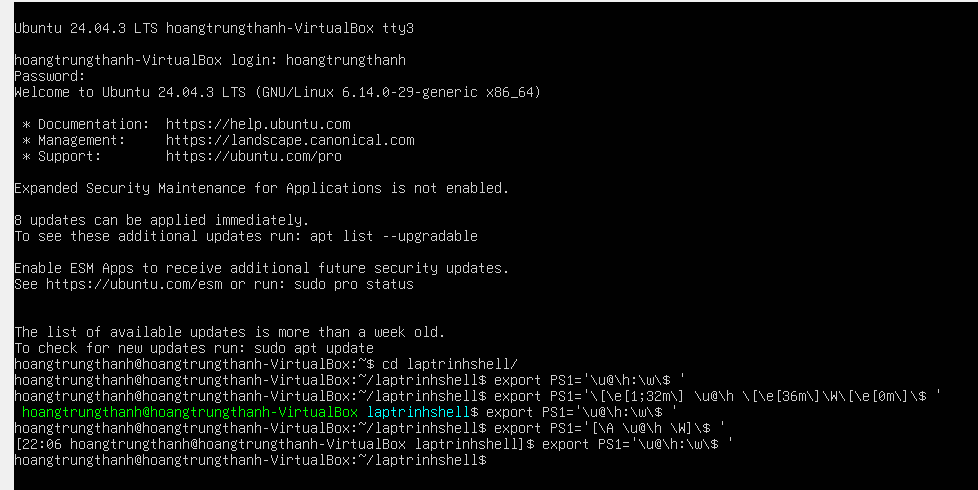 Ubuntu 24.04.3 LTS hoangtrungthanh-VirtualBox tty3
hoangtrungthanh-VirtualBox login: hoangtrungthanh
Password:
Welcome to Ubuntu 24.04.3 LTS (GNU/Linux 6.14.0-29-generic x86_64)
* Documentation:  https://help.ubuntu.com
* Management:     https://landscape.canonical.com
* Support:        https://ubuntu.com/pro
Expanded Security Maintenance for Applications is not enabled.
8 updates can be applied immediately.
To see these additional updates run: apt list --upgradable
Enable ESM Apps to receive additional future security updates.
See https://ubuntu.com/esm or run: sudo pro status
The list of available updates is more than a week old.
To check for new updates run: sudo apt update
hoangtrungthanh@hoangtrungthanh-VirtualBox:~$ cd laptrinhshell/
hoangtrungthanh@hoangtrungthanh-VirtualBox:~/laptrinhshell$ export PS1='\u@\h:\w\$ '
hoangtrungthanh@hoangtrungthanh-VirtualBox:~/laptrinhshell$ export PS1='\[\e[1;32m\] \u@\h \[\e[36m\]\W\[\e[0m\]\$ '
hoangtrungthanh@hoangtrungthanh-VirtualBox laptrinhshell$ export PS1='\u@\h:\w\$ '
hoangtrungthanh@hoangtrungthanh-VirtualBox:~/laptrinhshell$ export PS1='[\A \u@\h \W]\$ '
[22:06 hoangtrungthanh@hoangtrungthanh-VirtualBox laptrinhshell]$ export PS1='\u@\h:\w\$ '
hoangtrungthanh@hoangtrungthanh-VirtualBox:~/laptrinhshell$